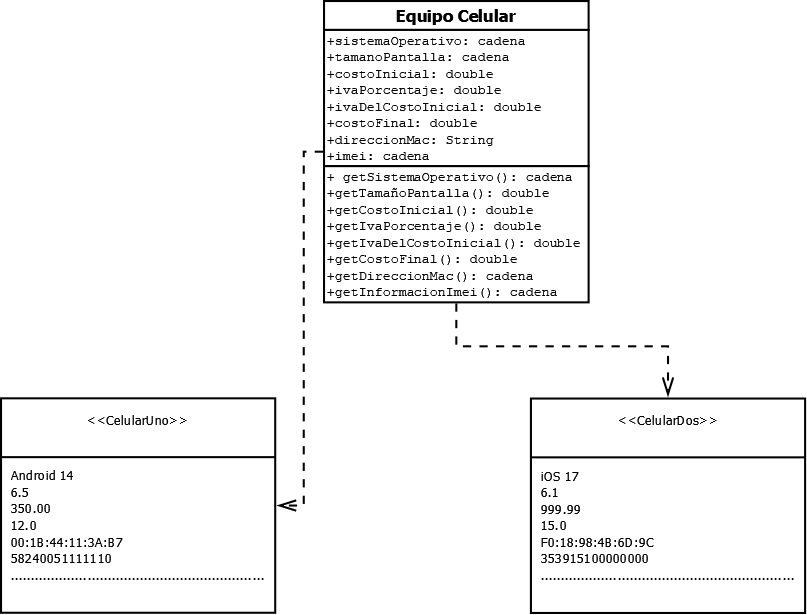 Equipo Celular
+sistemaOperativo: cadena
+tamanoPantalla: cadena
+costoInicial: double
+ivaPorcentaje: double
+ivaDelCostoInicial: double
+costoFinal: double
+direccionMac: String
+imei: cadena
+ getSistemaOperativo(): cadena
+getTamañoPantalla(): double
+getCostoInicial(): double
+getIvaPorcentaje(): double
+getIvaDelCostoInicial(): double
+getCostoFinal(): double
+getDireccionMac(): cadena
+getInformacionImei(): cadena
<<CelularUno>>
Android 14
6.5
350.00
12.0
00:1B:44:11:3A:B7
58240051111110
<<CelularDos>>
iOS 17
6.1
999.99
15.0
F0:18:98:4B:6D:9C
353915100000000